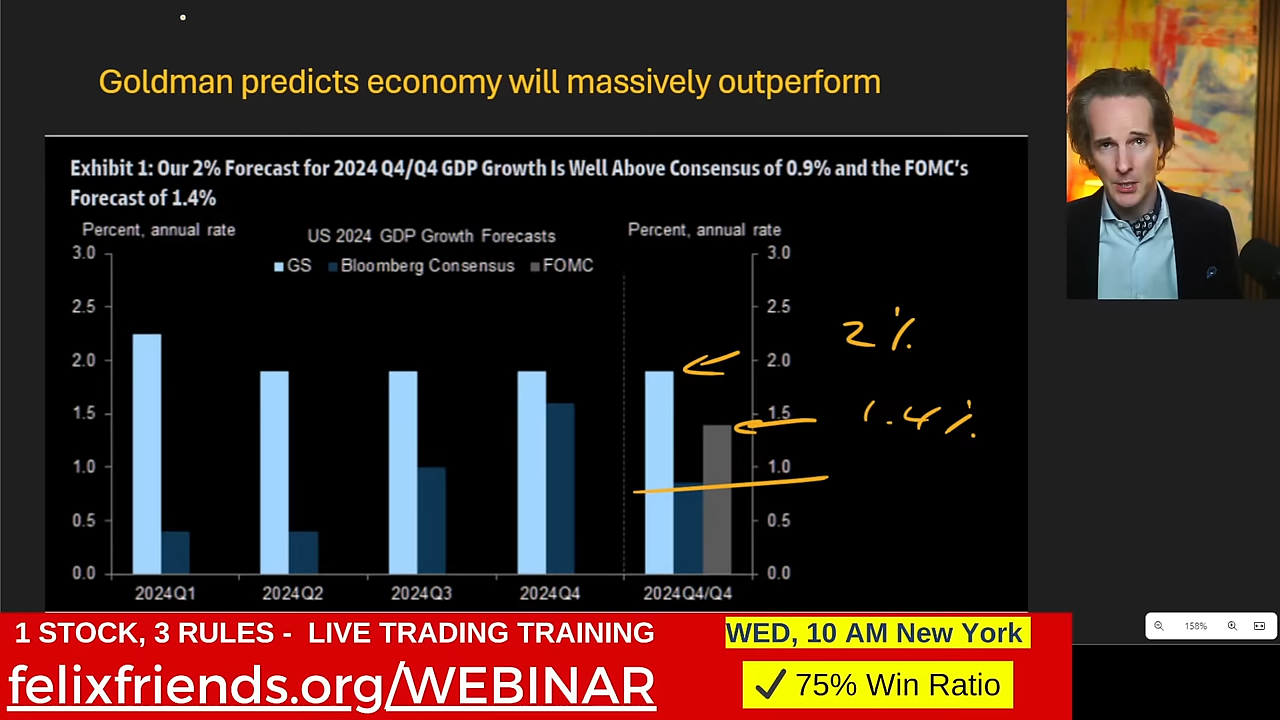 Goldman predicts economy will massively outperform
Exhibit 1: Our 2% Forecast for 2024 Q4/Q4 GDP Growth Is Well Above Consensus of 0.9% and the FOMC's
Forecast of 1.4%
Percent, annual rate
US 2024 GDP Growth Forecasts
Percent, annual rate
GS Bloomberg Consensus FOMC
3.0 3.0
2.5 2.5
2%
2.0 2.0
1.5 1.5
1.4%
1.0 1.0
0.5 0.5
0.0 0.0
2024Q1 2024Q2 2024Q3 2024Q4 2024Q4/Q4
1 STOCK, 3 RULES - LIVE TRADING TRAINING
WED, 10 AM New York
158%
felixfriends.org/WEBINAR
✓ 75% Win Ratio